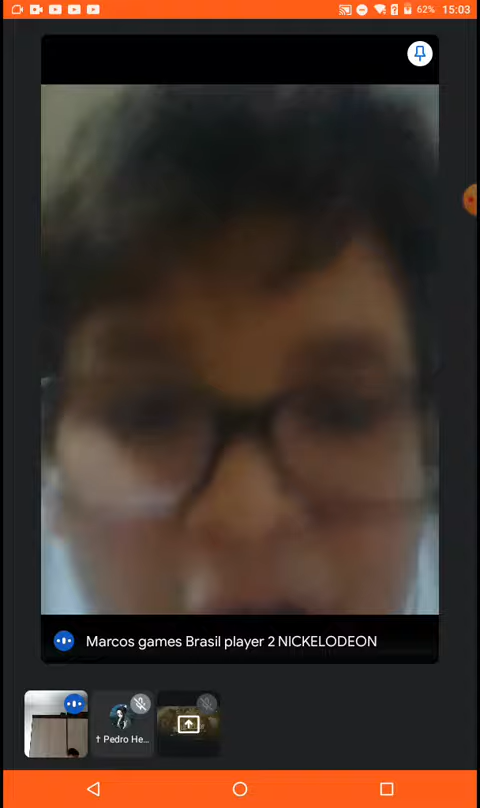 62% 15:03
Marcos games Brasil player 2 NICKELODEON
† Pedro He...